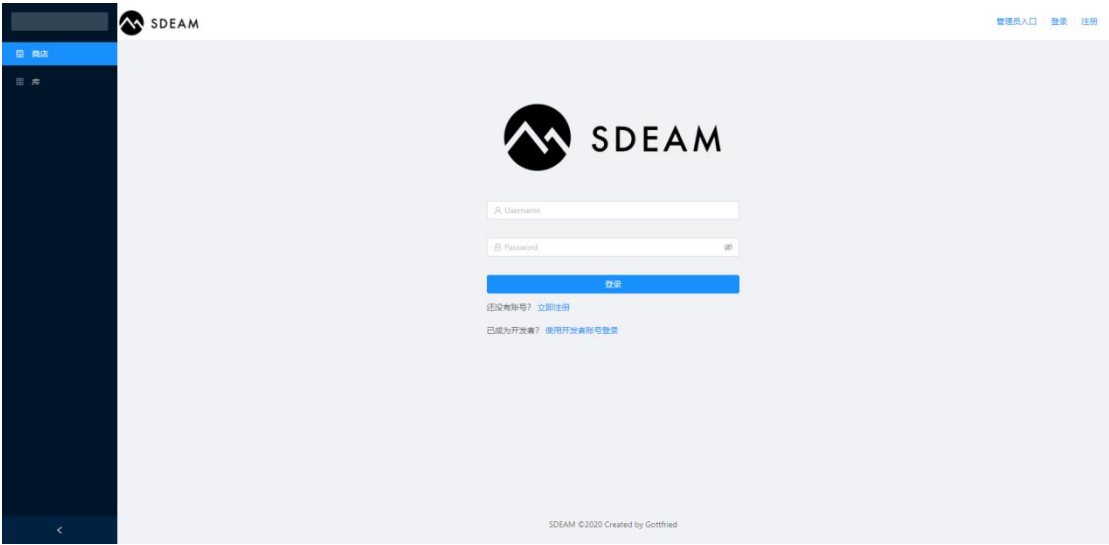 SDEAM
管理员入口 登录 注册
商店
库
SDEAM
Username
Password
登录
还没有账号? 立即注册
已成为开发者? 使用开发者账号登录
SDEAM ©2020 Created by Gottfried